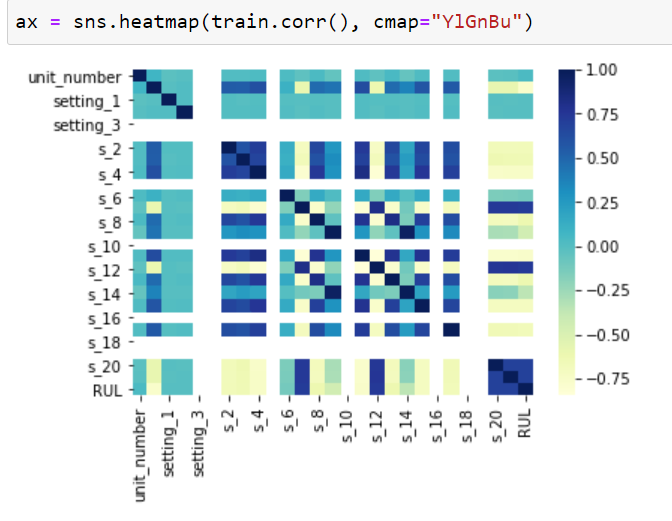 ax = sns.heatmap(train.corr(), cmap="YlGnBu")
unit_number
setting_1
setting_3
s_2
s_4
s_6
s_8
s_10
s_12
s_14
s_16
s_18
s_20
RUL
1.00
0.75
0.50
0.25
0.00
−0.25
−0.50
−0.75
unit_number
setting_1
setting_3
s_2
s_4
s_6
s_8
s_10
s_12
s_14
s_16
s_18
s_20
RUL